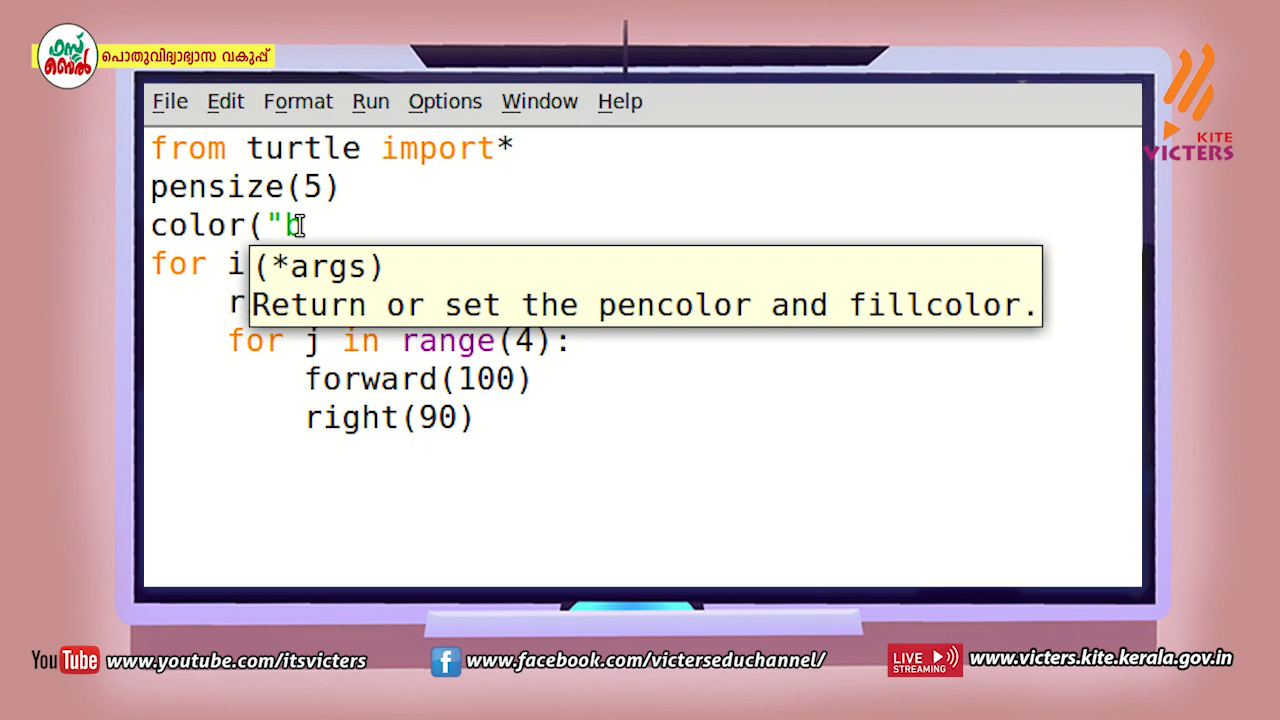 ഫസ്റ്റ് ബെൽ
പൊതുവിദ്യാഭ്യാസ വകുപ്പ്
KITE
VICTERS
File Edit Format Run Options Window Help
from turtle import*
pensize(5)
color("b
for i
(*args)
r
Return or set the pencolor and fillcolor.
for j in range(4):
forward(100)
right(90)
YouTube www.youtube.com/itsvicters
f www.facebook.com/victerseduchannel/
LIVE STREAMING www.victers.kite.kerala.gov.in